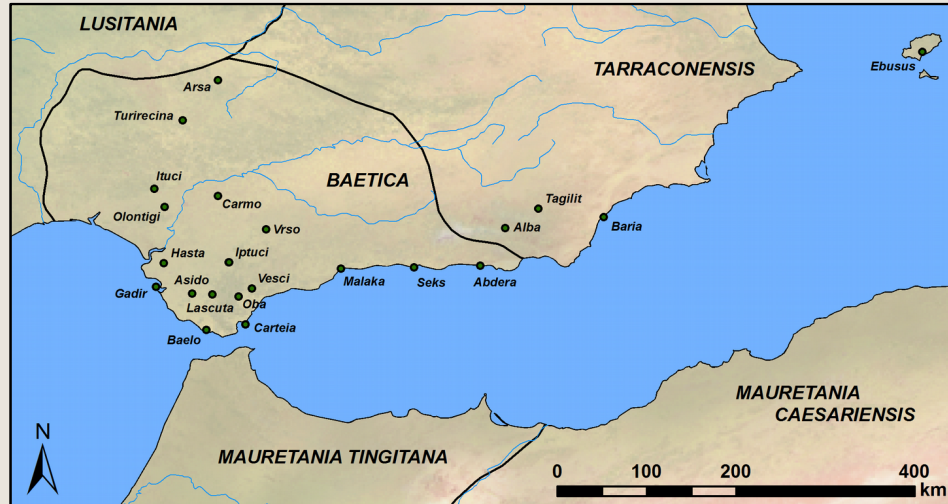 LUSITANIA
TARRACONENSIS
Ebusus
Arsa
Turirecina
Ituci
BAETICA
Carmo
Olontigi
Tagilit
Vrso
Alba
Baria
Hasta
Iptuci
Asido
Vesci
Malaka
Seks
Abdera
Gadir
Lascuta
Oba
Baelo
Carteia
MAURETANIA
CAESARIENSIS
N
MAURETANIA TINGITANA
0 50 100 200 400
km